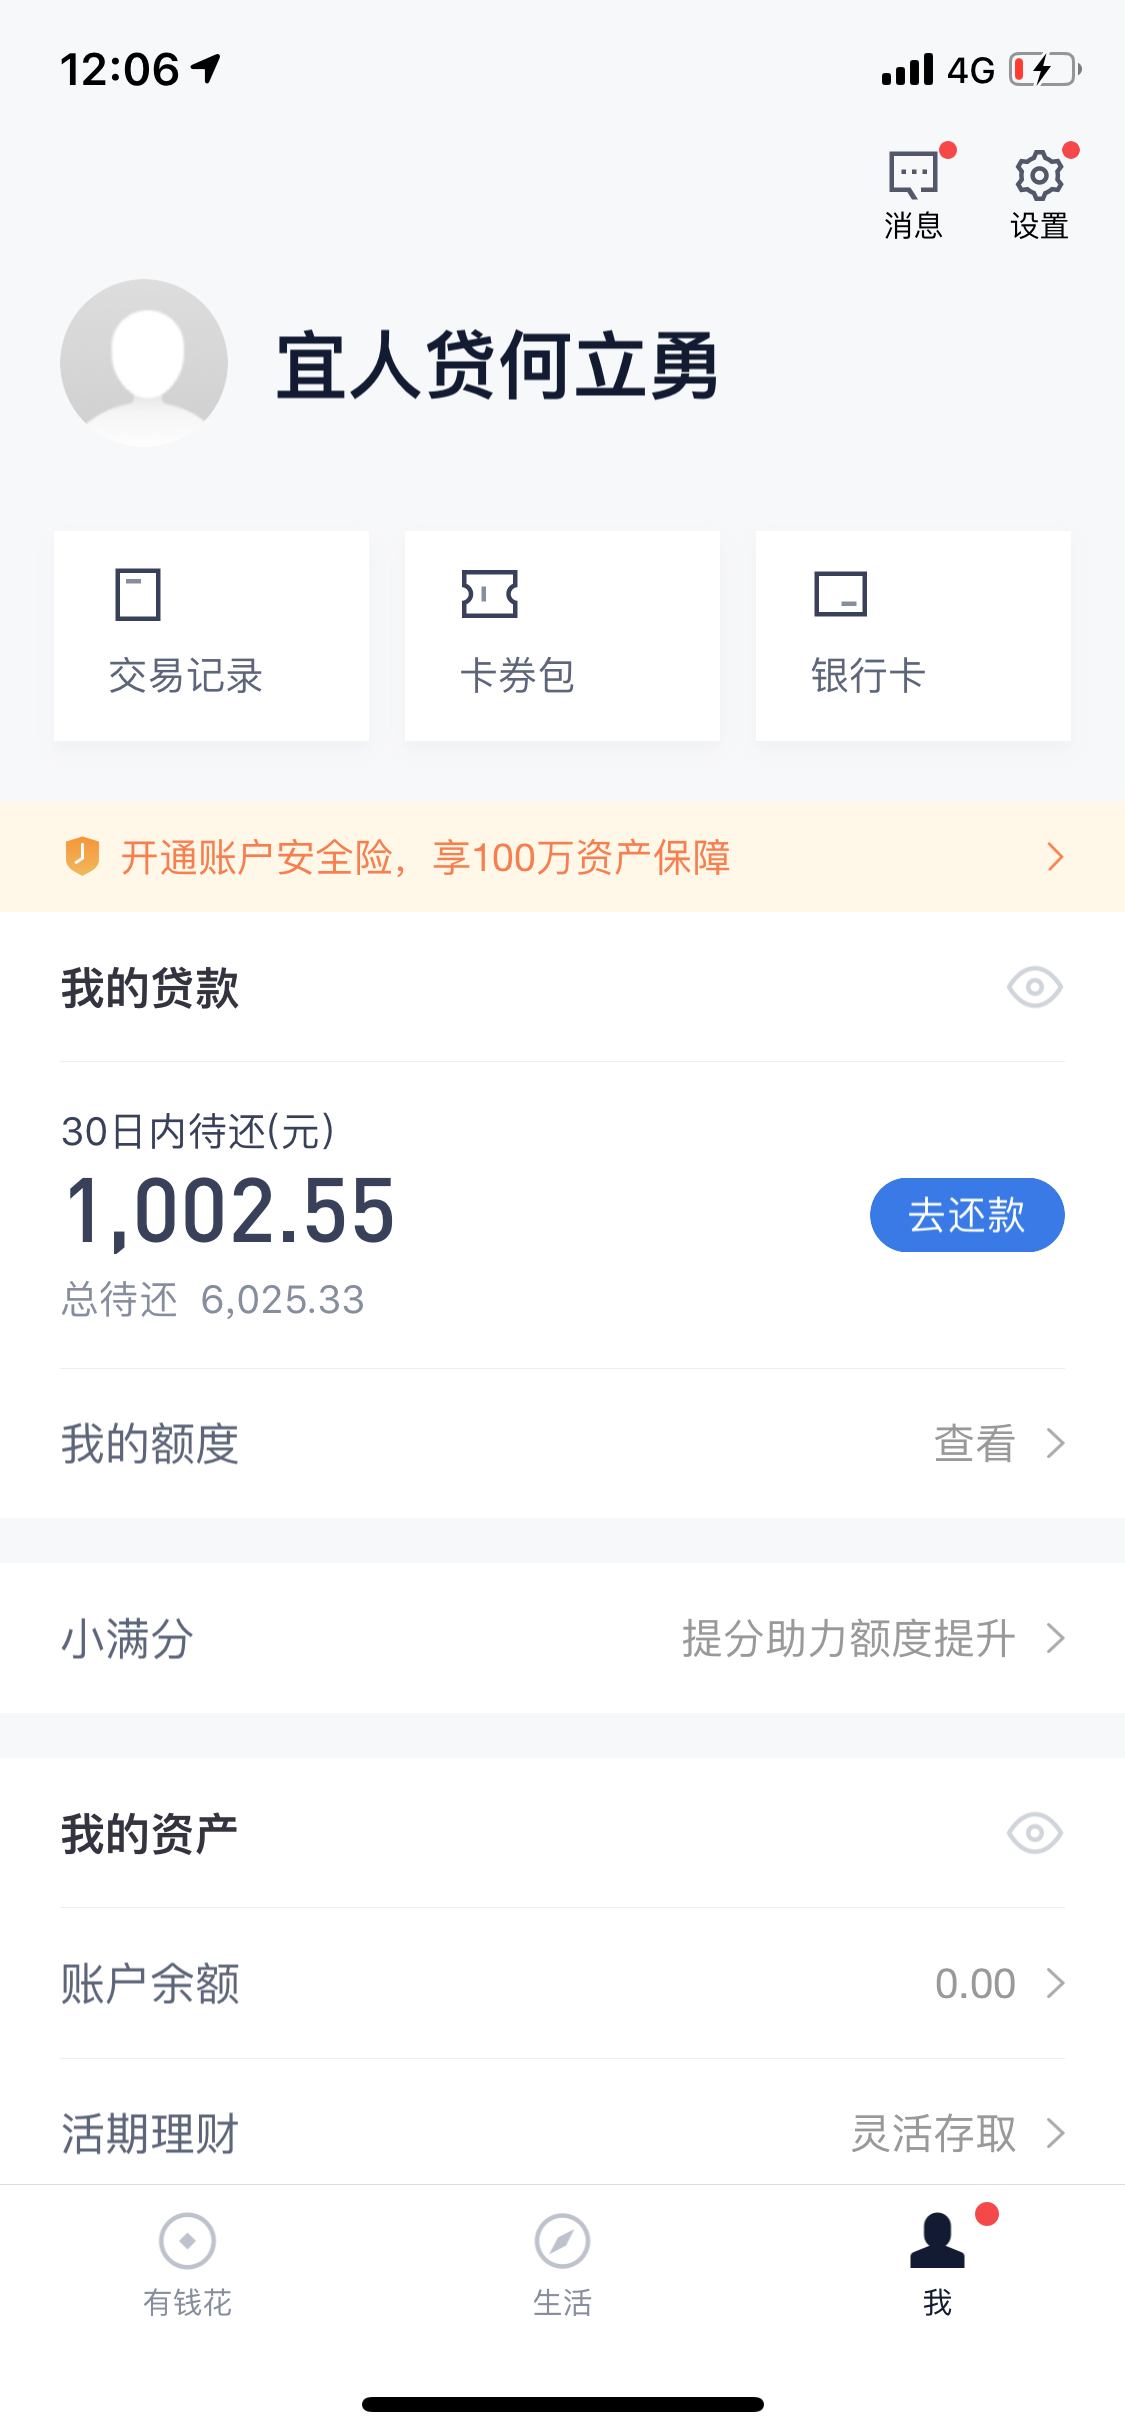 12:06
4G
消息
设置
宜人贷何立勇
交易记录
卡券包
银行卡
开通账户安全险，享100万资产保障
我的贷款
30日内待还(元)
1,002.55
去还款
总待还 6,025.33
我的额度
查看
小满分
提分助力额度提升
我的资产
账户余额
0.00
活期理财
灵活存取
有钱花
生活
我